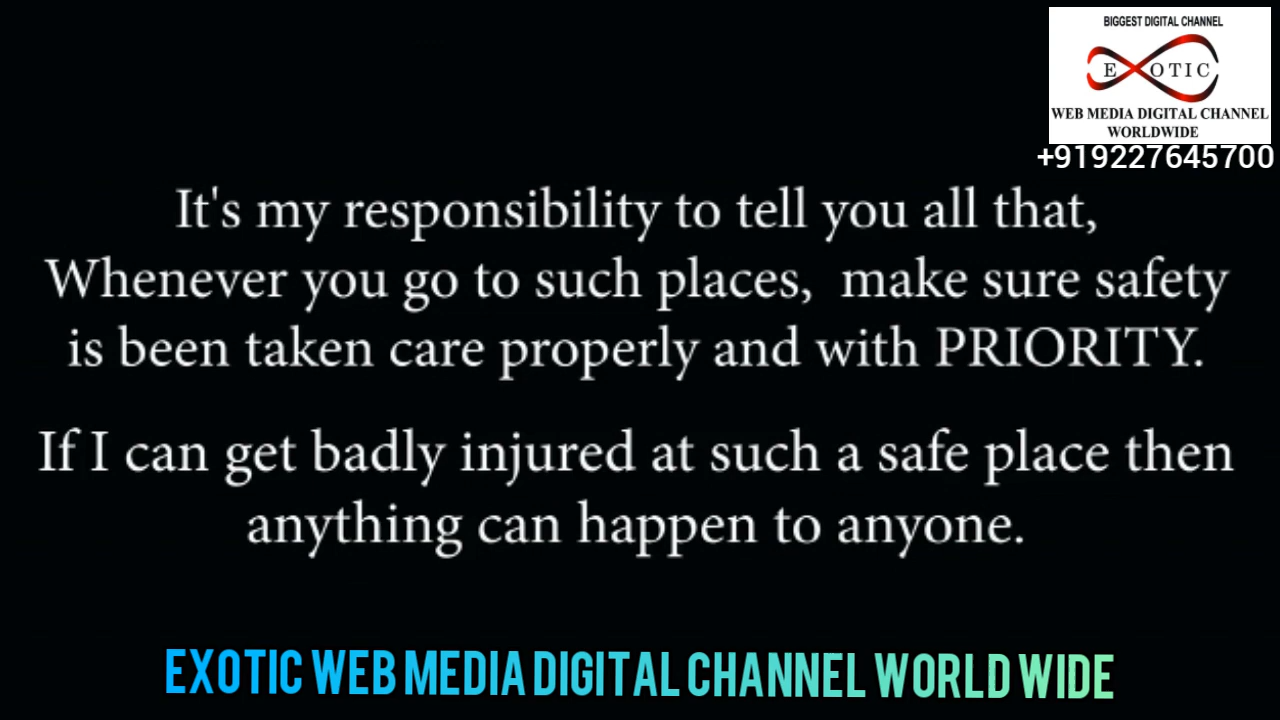 BIGGEST DIGITAL CHANNEL
EXOTIC
WEB MEDIA DIGITAL CHANNEL
WORLDWIDE
+919227645700
It's my responsibility to tell you all that,
Whenever you go to such places, make sure safety
is been taken care properly and with PRIORITY.
If I can get badly injured at such a safe place then
anything can happen to anyone.
EXOTIC WEB MEDIA DIGITAL CHANNEL WORLD WIDE